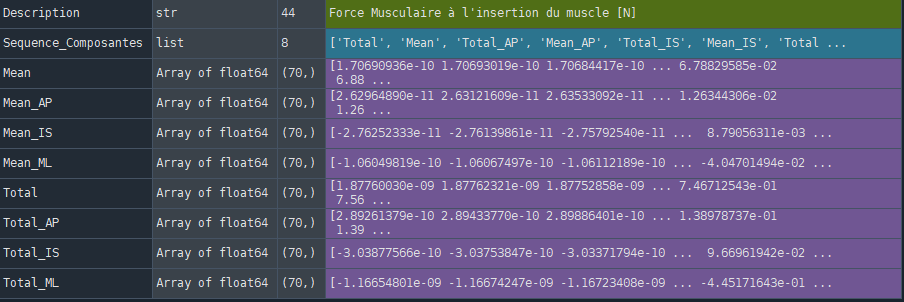 Description str 44 Force Musculaire à l'insertion du muscle [N]
Sequence_Composantes list 8 ['Total', 'Mean', 'Total_AP', 'Mean_AP', 'Total_IS', 'Mean_IS', 'Total ...
Mean Array of float64 (70,) [1.70690936e-10 1.70693019e-10 1.70684417e-10 ... 6.78829585e-02
6.88 ...
Mean_AP Array of float64 (70,) [2.62964890e-11 2.63121609e-11 2.63533092e-11 ... 1.26344306e-02
1.26 ...
Mean_IS Array of float64 (70,) [-2.76252333e-11 -2.76139861e-11 -2.75792540e-11 ... 8.79056311e-03 ...
Mean_ML Array of float64 (70,) [-1.06049819e-10 -1.06067497e-10 -1.06112189e-10 ... -4.04701494e-02 ...
Total Array of float64 (70,) [1.87760030e-09 1.87762321e-09 1.87752858e-09 ... 7.46712543e-01
7.56 ...
Total_AP Array of float64 (70,) [2.89261379e-10 2.89433770e-10 2.89886401e-10 ... 1.38978737e-01
1.39 ...
Total_IS Array of float64 (70,) [-3.03877566e-10 -3.03753847e-10 -3.03371794e-10 ... 9.66961942e-02 ...
Total_ML Array of float64 (70,) [-1.16654801e-09 -1.16674247e-09 -1.16723408e-09 ... -4.45171643e-01 ...